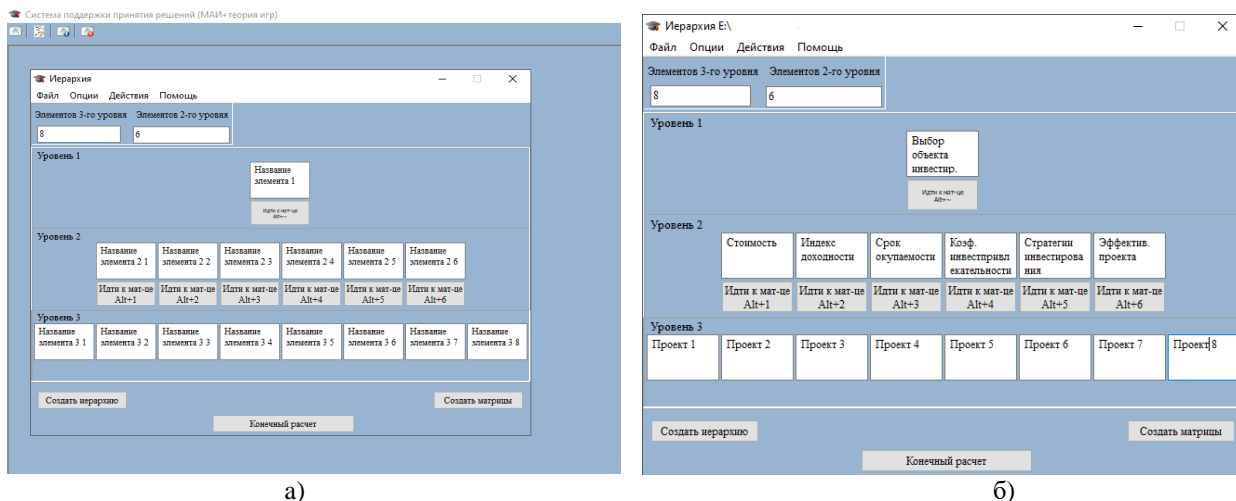 Система поддержки принятия решений (МАИ+теория игр)
Иерархия
Файл Опции Действия Помощь
Элементов 3-го уровня Элементов 2-го уровня
8 6
Уровень 1
Название
элемента 1
Идти к мат-це
Alt+~
Уровень 2
Название Название Название Название Название Название
элемента 2 1 элемента 2 2 элемента 2 3 элемента 2 4 элемента 2 5 элемента 2 6
Идти к мат-це Идти к мат-це Идти к мат-це Идти к мат-це Идти к мат-це Идти к мат-це
Alt+1 Alt+2 Alt+3 Alt+4 Alt+5 Alt+6
Уровень 3
Название Название Название Название Название Название Название Название
элемента 3 1 элемента 3 2 элемента 3 3 элемента 3 4 элемента 3 5 элемента 3 6 элемента 3 7 элемента 3 8
Создать иерархию Создать матрицы
Конечный расчет
а)
Иерархия E:\
Файл Опции Действия Помощь
Элементов 3-го уровня Элементов 2-го уровня
8 6
Уровень 1
Выбор
объекта
инвестир.
Идти к мат-це
Alt+~
Уровень 2
Стоимость Индекс Срок Коэф. Стратегии Эффектив.
доходности окупаемости инвестпривл инвестирова проекта
екательности ния
Идти к мат-це Идти к мат-це Идти к мат-це Идти к мат-це Идти к мат-це Идти к мат-це
Alt+1 Alt+2 Alt+3 Alt+4 Alt+5 Alt+6
Уровень 3
Проект 1 Проект 2 Проект 3 Проект 4 Проект 5 Проект 6 Проект 7 Проект 8
Создать иерархию Создать матрицы
Конечный расчет
б)